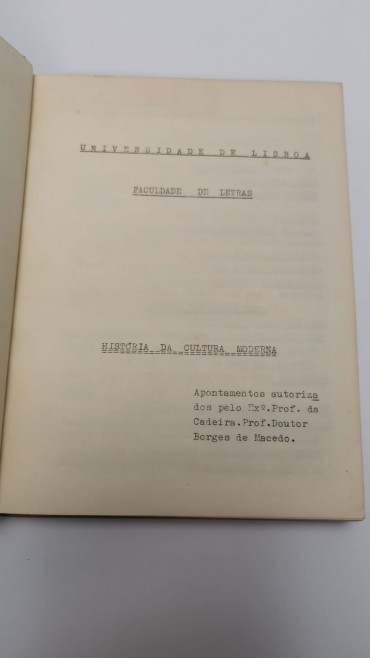 UNIVERSIDADE DE LISBOA
FACULDADE DE LETRAS
HISTÓRIA DA CULTURA MODERNA
Apontamentos autoriza
dos pelo Exº.Prof. da
Cadeira.Prof.Doutor
Borges de Macedo.